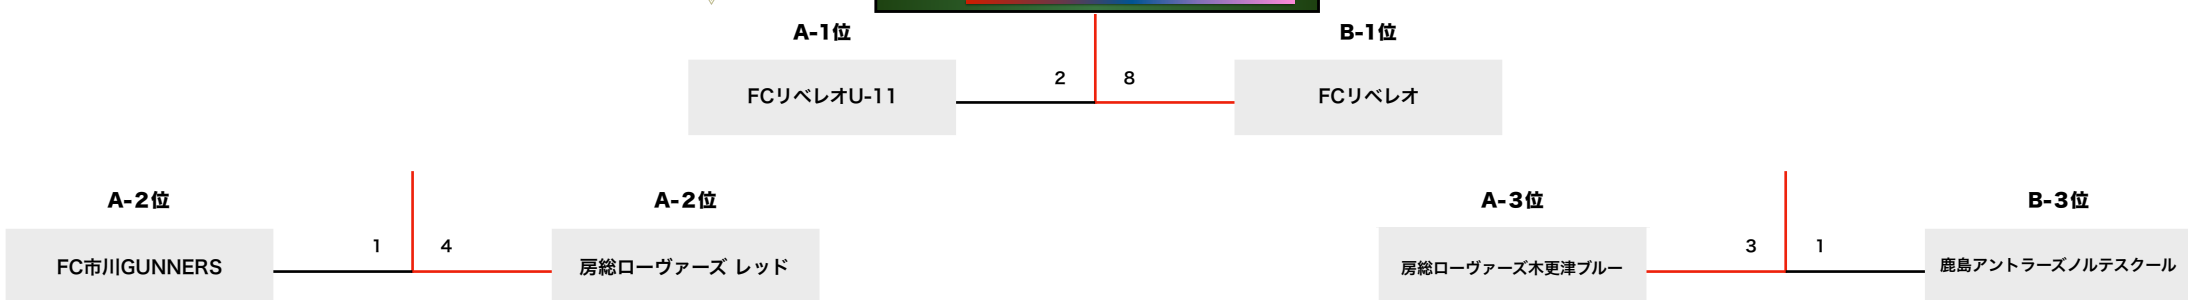 A-1位
B-1位
2
8
FCリベレオU-11
FCリベレオ
A-2位
A-2位
A-3位
B-3位
1
4
3
1
FC市川GUNNERS
房総ローヴァーズ レッド
房総ローヴァーズ木更津ブルー
鹿島アントラーズノルテスクール